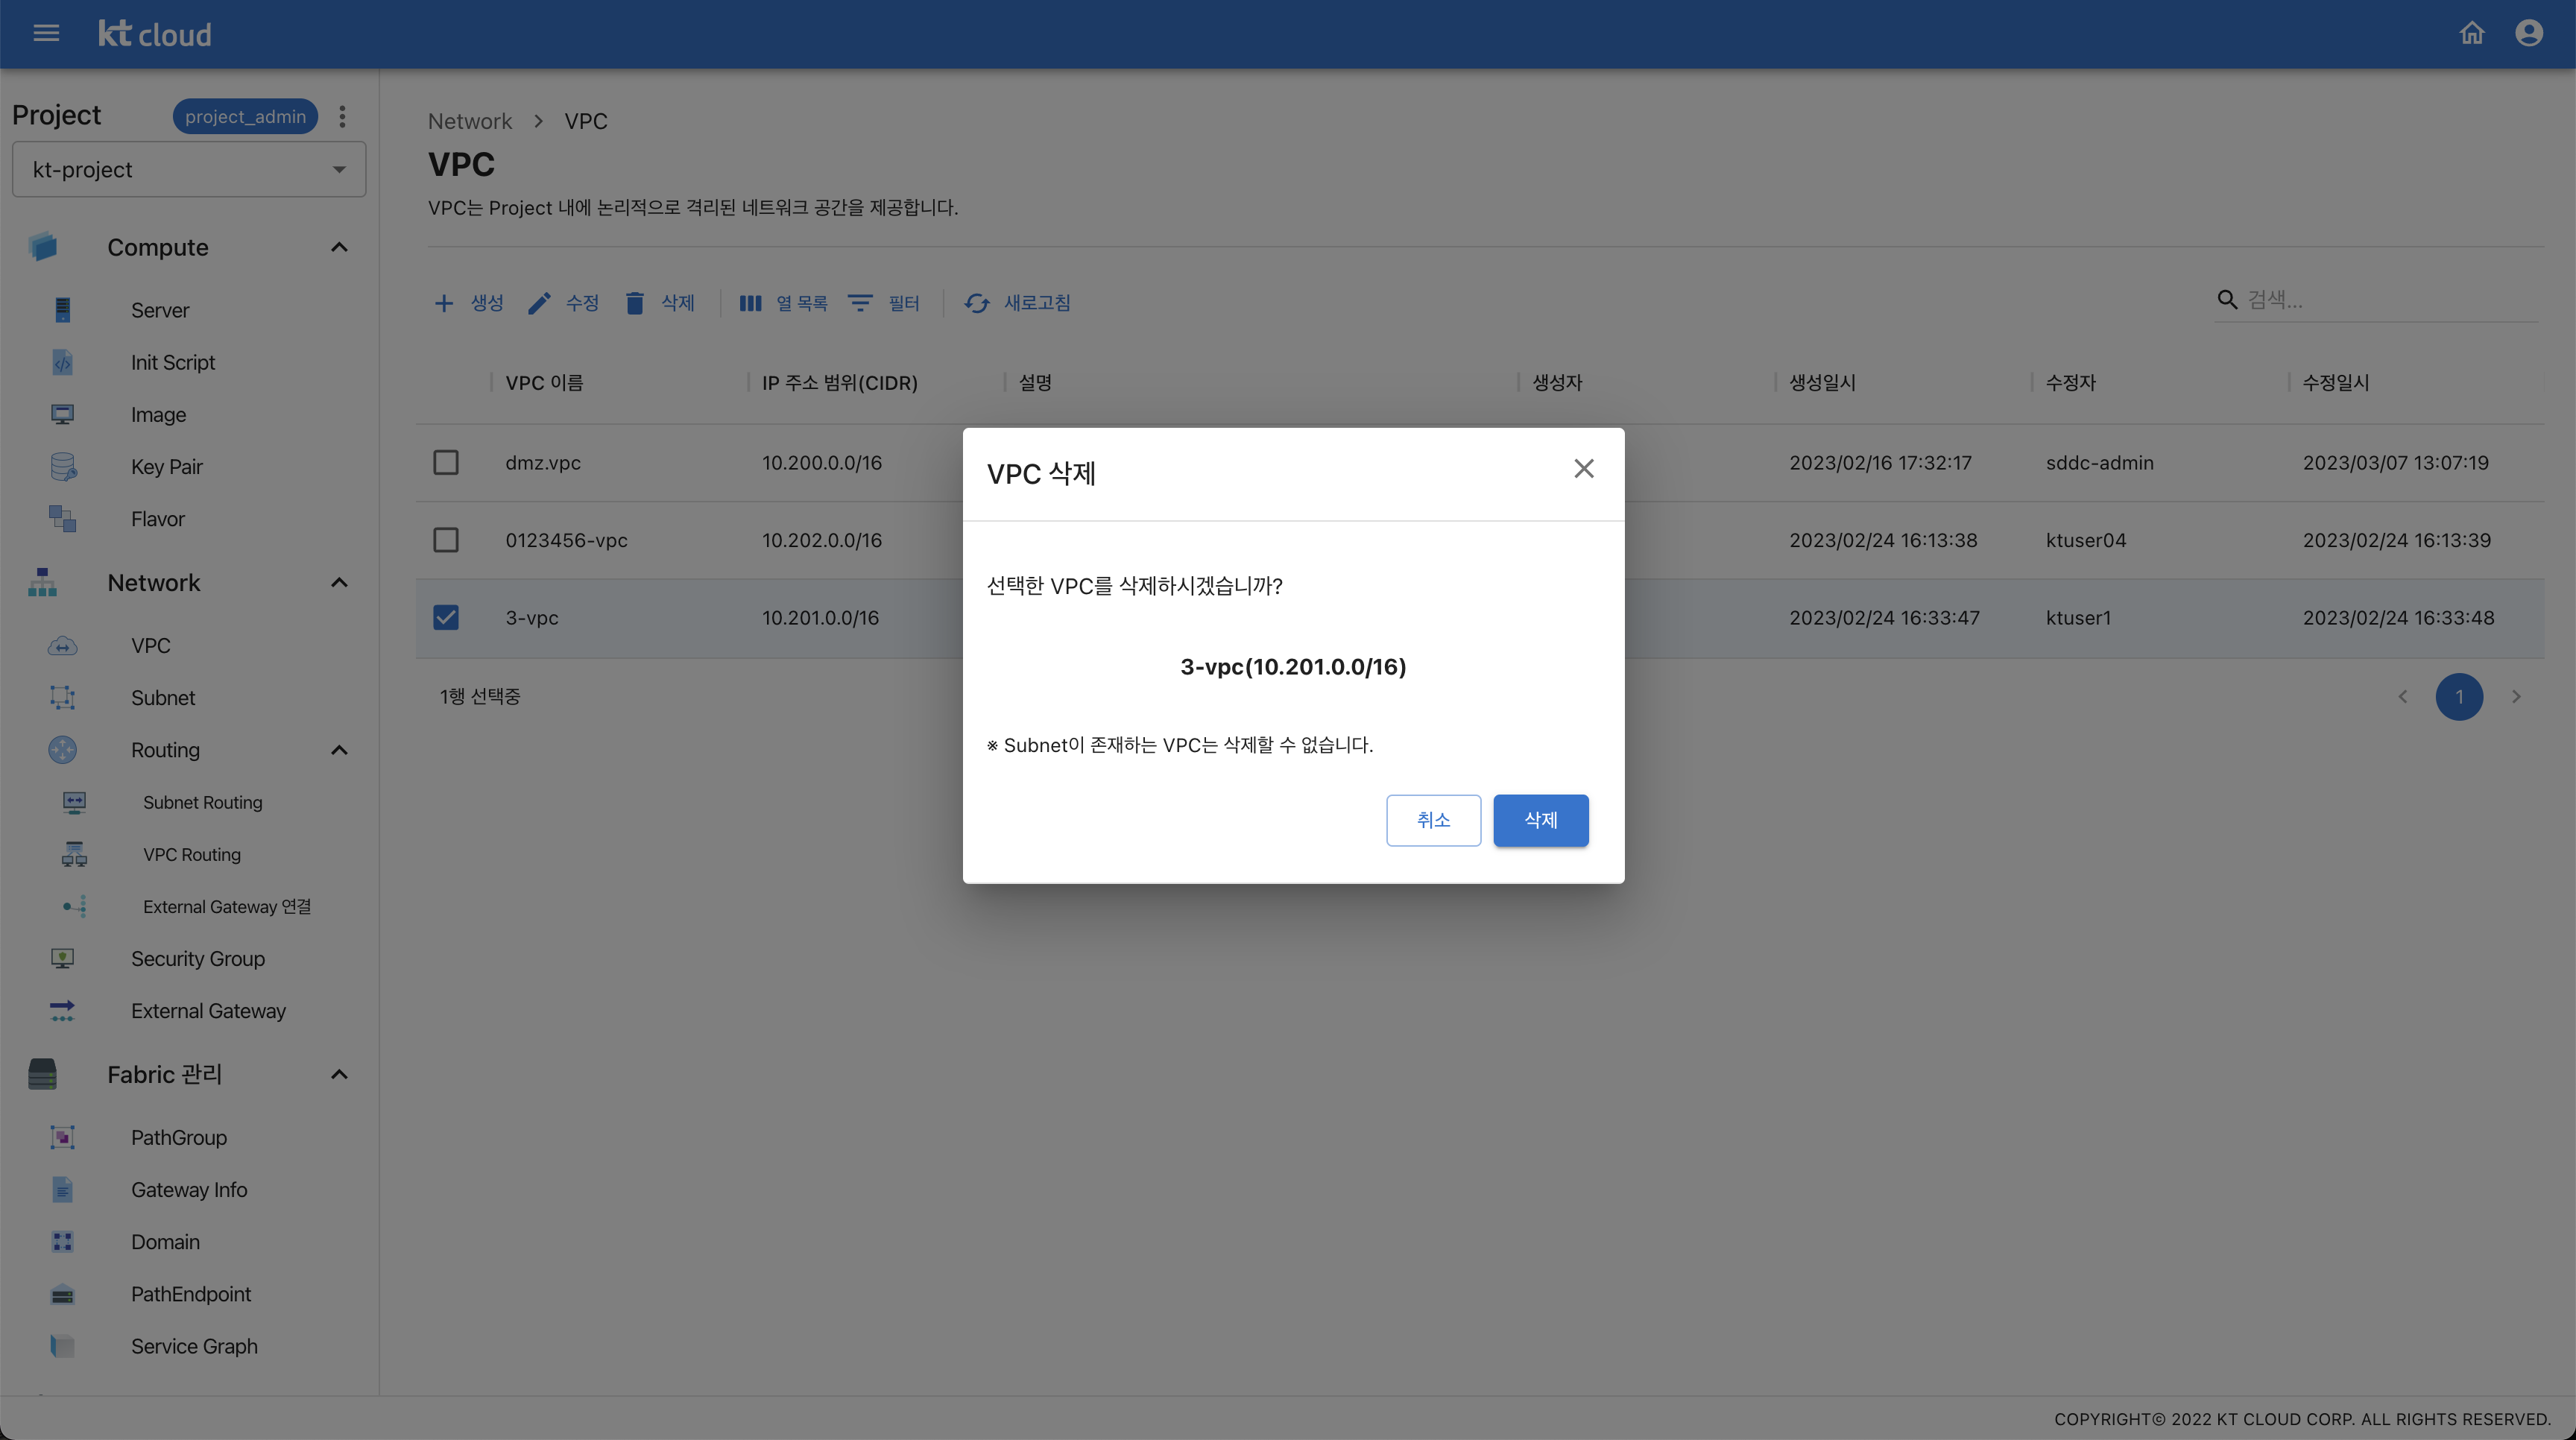 kt cloud
Project
project_admin
kt-project
Compute
Server
Init Script
Image
Key Pair
Flavor
Network
VPC
Subnet
Routing
Subnet Routing
VPC Routing
External Gateway 연결
Security Group
External Gateway
Fabric 관리
PathGroup
Gateway Info
Domain
PathEndpoint
Service Graph
Network > VPC
VPC
VPC는 Project 내에 논리적으로 격리된 네트워크 공간을 제공합니다.
생성 수정 삭제 열 목록 필터 새로고침 검색...
VPC 이름 IP 주소 범위(CIDR) 설명 생성자 생성일시 수정자 수정일시
dmz.vpc 10.200.0.0/16 2023/02/16 17:32:17 sddc-admin 2023/03/07 13:07:19
0123456-vpc 10.202.0.0/16 2023/02/24 16:13:38 ktuser04 2023/02/24 16:13:39
3-vpc 10.201.0.0/16 2023/02/24 16:33:47 ktuser1 2023/02/24 16:33:48
1행 선택중 1
VPC 삭제
선택한 VPC를 삭제하시겠습니까?
3-vpc(10.201.0.0/16)
※ Subnet이 존재하는 VPC는 삭제할 수 없습니다.
취소 삭제
COPYRIGHT© 2022 KT CLOUD CORP. ALL RIGHTS RESERVED.